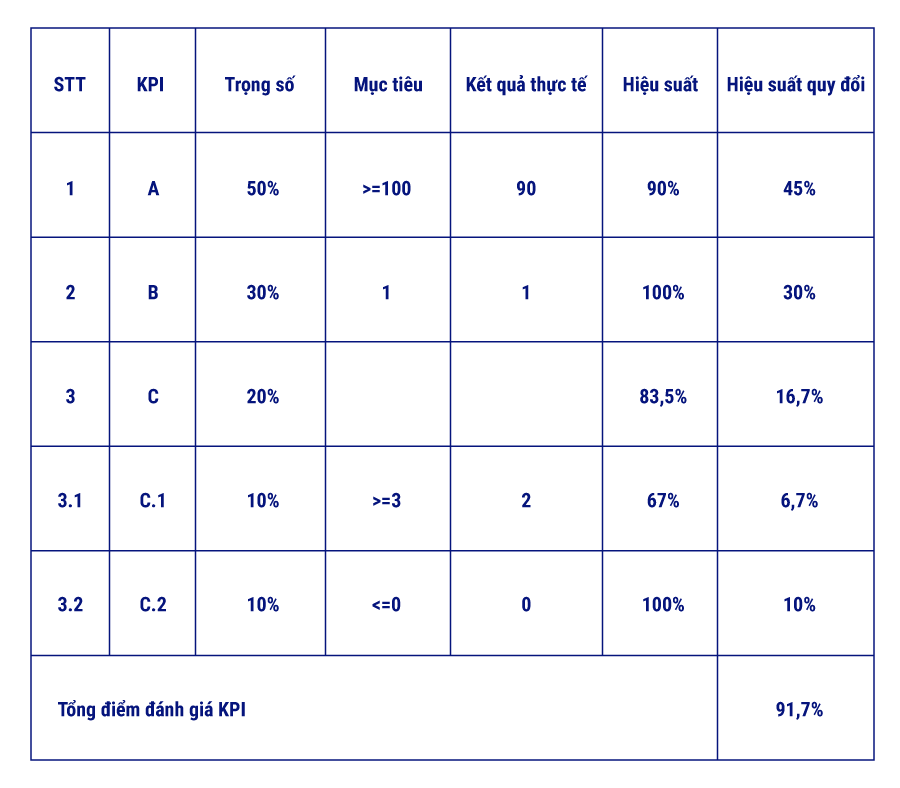 STT KPI Trọng số Mục tiêu Kết quả thực tế Hiệu suất Hiệu suất quy đổi
1 A 50% >=100 90 90% 45%
2 B 30% 1 1 100% 30%
3 C 20% 83,5% 16,7%
3.1 C.1 10% >=3 2 67% 6,7%
3.2 C.2 10% <=0 0 100% 10%
Tổng điểm đánh giá KPI 91,7%